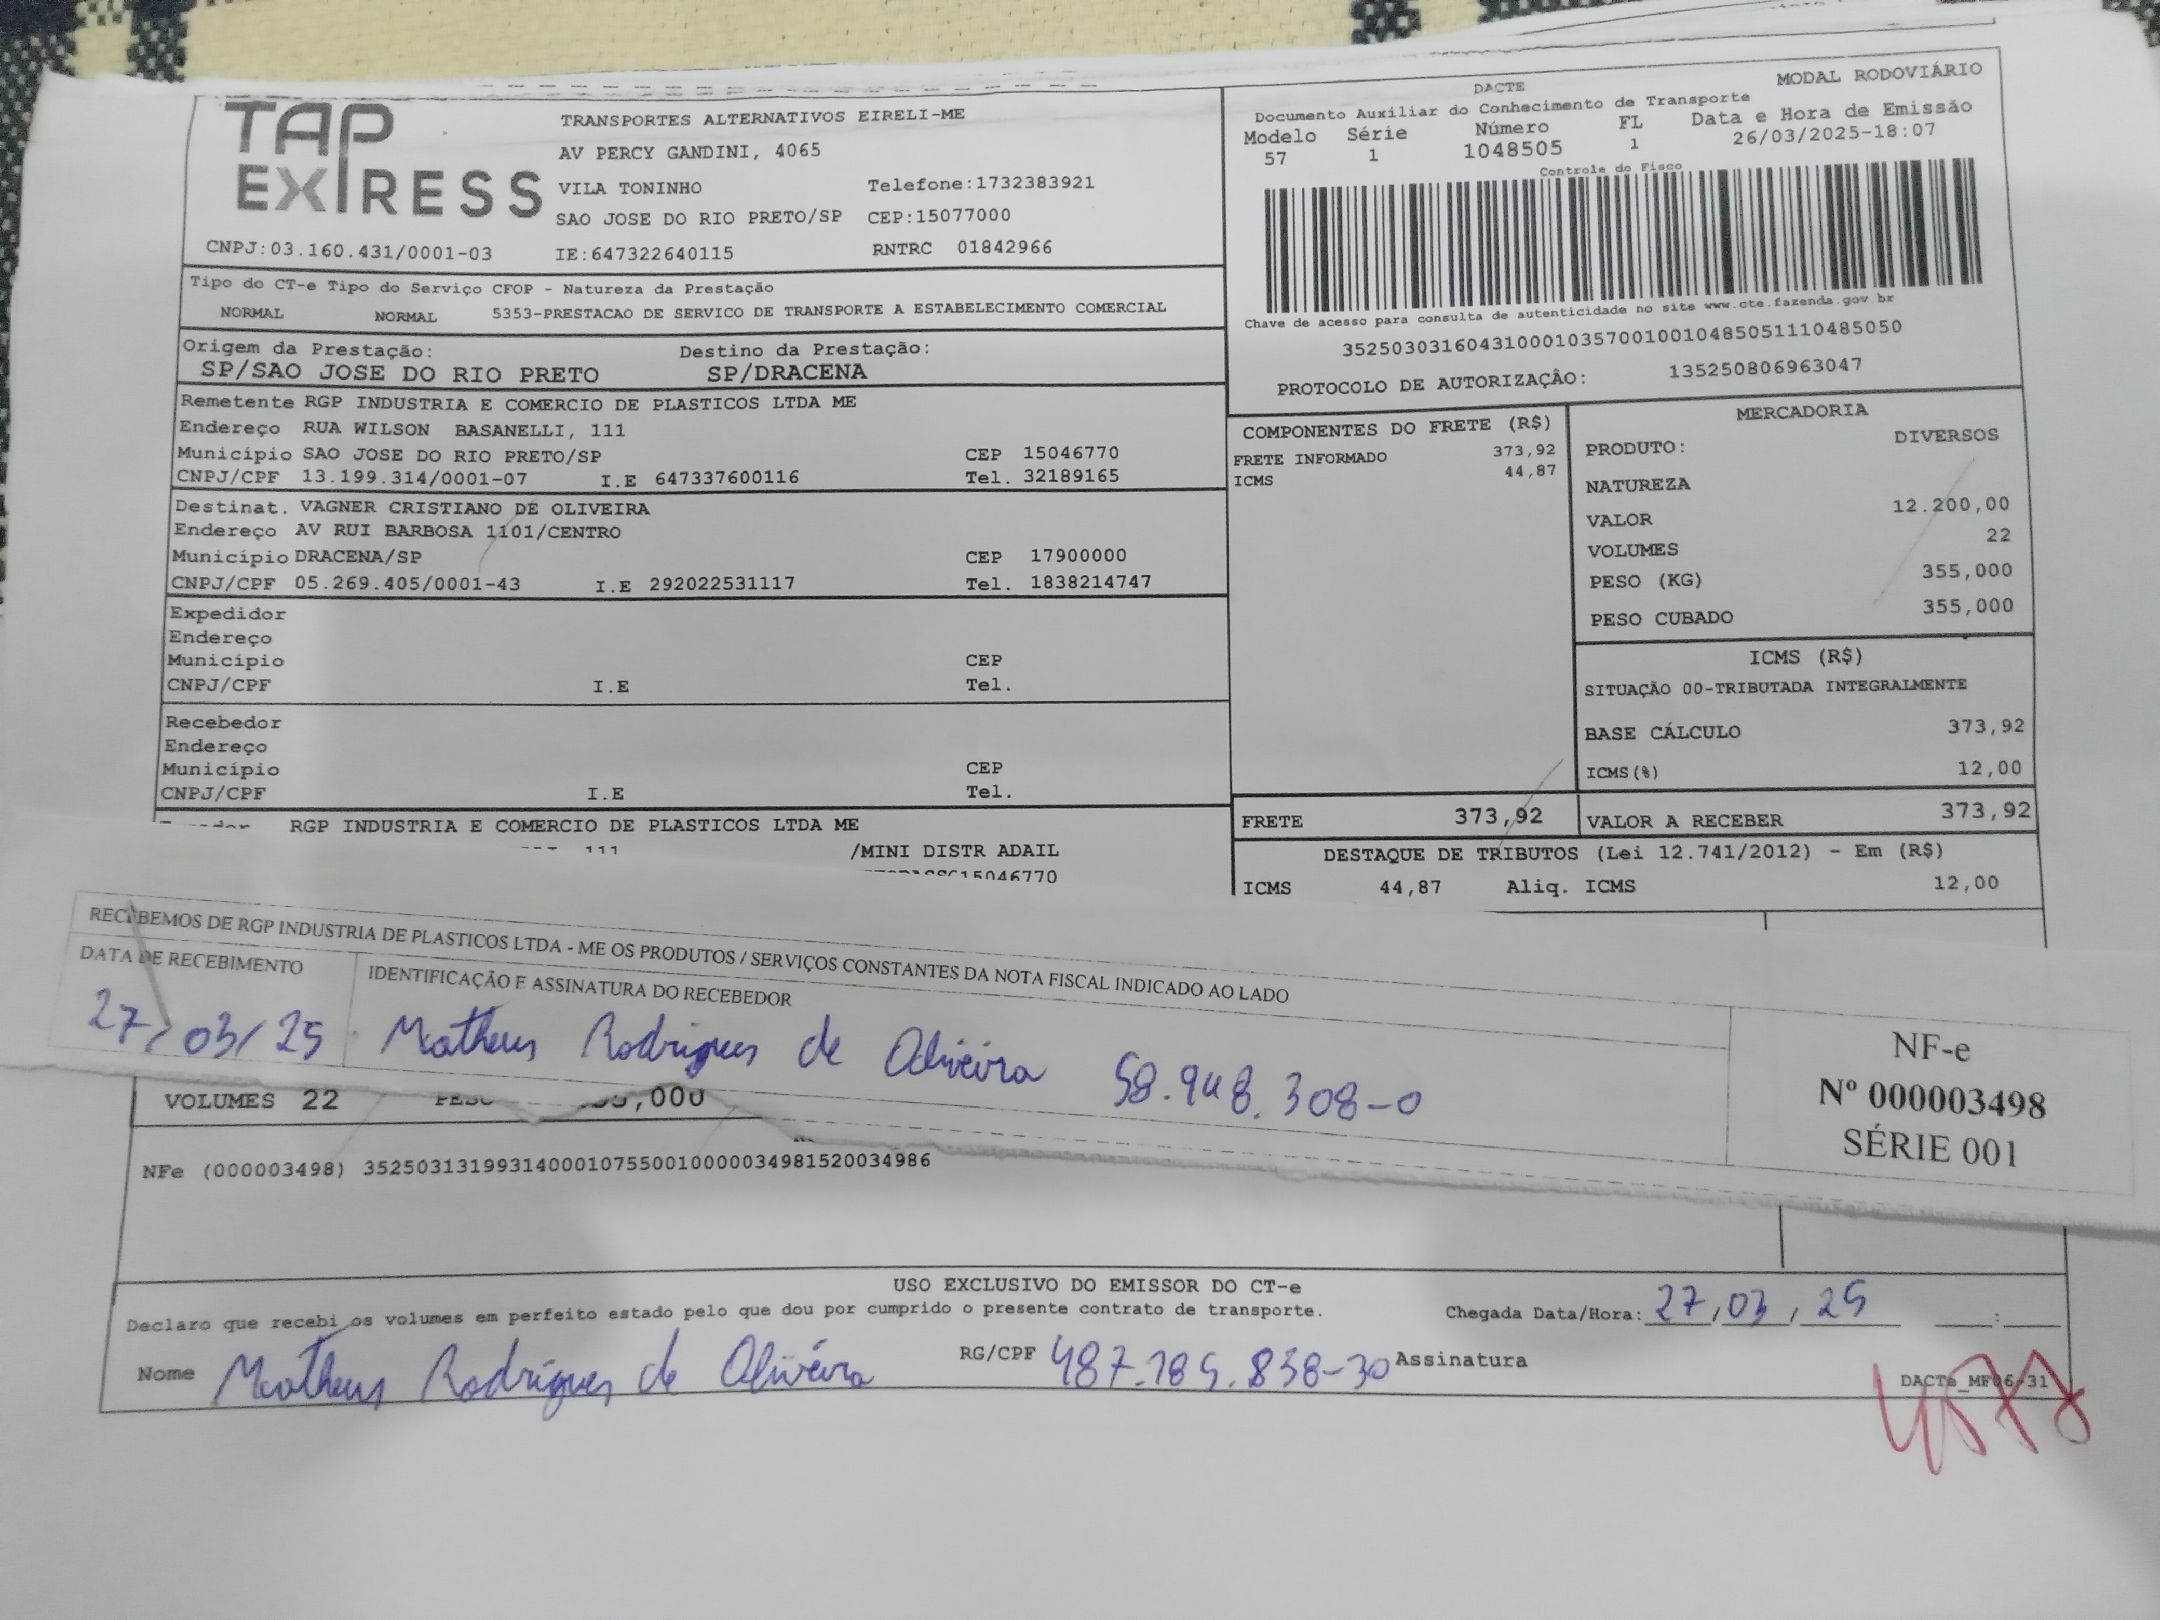 TAP EXPRESS
TRANSPORTES ALTERNATIVOS EIRELI-ME
AV PERCY GANDINI, 4065
VILA TONINHO Telefone:1732383921
SAO JOSE DO RIO PRETO/SP CEP:15077000
CNPJ:03.160.431/0001-03 IE:647322640115 RNTRC 01842966
DACTE MODAL RODOVIÁRIO
Documento Auxiliar do Conhecimento de Transporte
Modelo Série Número FL Data e Hora de Emissão
57 1 1048505 1 26/03/2025-18:07
Controle do Fisco
Chave de acesso para consulta de autenticidade no site www.cte.fazenda.gov.br
35250303160431000103570010010485051110485050
PROTOCOLO DE AUTORIZAÇÃO: 135250806963047
Tipo do CT-e Tipo do Serviço CFOP - Natureza da Prestação
NORMAL NORMAL 5353-PRESTACAO DE SERVICO DE TRANSPORTE A ESTABELECIMENTO COMERCIAL
Origem da Prestação: Destino da Prestação:
SP/SAO JOSE DO RIO PRETO SP/DRACENA
Remetente RGP INDUSTRIA E COMERCIO DE PLASTICOS LTDA ME
Endereço RUA WILSON BASANELLI, 111
Município SAO JOSE DO RIO PRETO/SP CEP 15046770
CNPJ/CPF 13.199.314/0001-07 I.E 647337600116 Tel. 32189165
Destinat. VAGNER CRISTIANO DE OLIVEIRA
Endereço AV RUI BARBOSA 1101/CENTRO
Município DRACENA/SP CEP 17900000
CNPJ/CPF 05.269.405/0001-43 I.E 292022531117 Tel. 1838214747
Expedidor
Endereço
Município CEP
CNPJ/CPF I.E Tel.
Recebedor
Endereço
Município CEP
CNPJ/CPF I.E Tel.
RGP INDUSTRIA E COMERCIO DE PLASTICOS LTDA ME
111 /MINI DISTR ADAIL
15046770
COMPONENTES DO FRETE (R$)
FRETE INFORMADO 373,92
ICMS 44,87
MERCADORIA
PRODUTO: DIVERSOS
NATUREZA
VALOR 12.200,00
VOLUMES 22
PESO (KG) 355,000
PESO CUBADO 355,000
ICMS (R$)
SITUAÇÃO 00-TRIBUTADA INTEGRALMENTE
BASE CÁLCULO 373,92
ICMS(%) 12,00
FRETE 373,92 VALOR A RECEBER 373,92
DESTAQUE DE TRIBUTOS (Lei 12.741/2012) - Em (R$)
ICMS 44,87 Aliq. ICMS 12,00
RECEBEMOS DE RGP INDUSTRIA DE PLASTICOS LTDA - ME OS PRODUTOS / SERVIÇOS CONSTANTES DA NOTA FISCAL INDICADO AO LADO
DATA DE RECEBIMENTO IDENTIFICAÇÃO E ASSINATURA DO RECEBEDOR
27/03/25 Matheus Rodrigues de Oliveira 58.948.308-0
NF-e
Nº 000003498
SÉRIE 001
VOLUMES 22 PESO ,000
NFe (000003498) 35250313199314000107550010000034981520034986
USO EXCLUSIVO DO EMISSOR DO CT-e
Declaro que recebi os volumes em perfeito estado pelo que dou por cumprido o presente contrato de transporte. Chegada Data/Hora: 27/03/25 :
Nome Matheus Rodrigues de Oliveira RG/CPF 487.185.838-30 Assinatura
DACTe_MF06-31